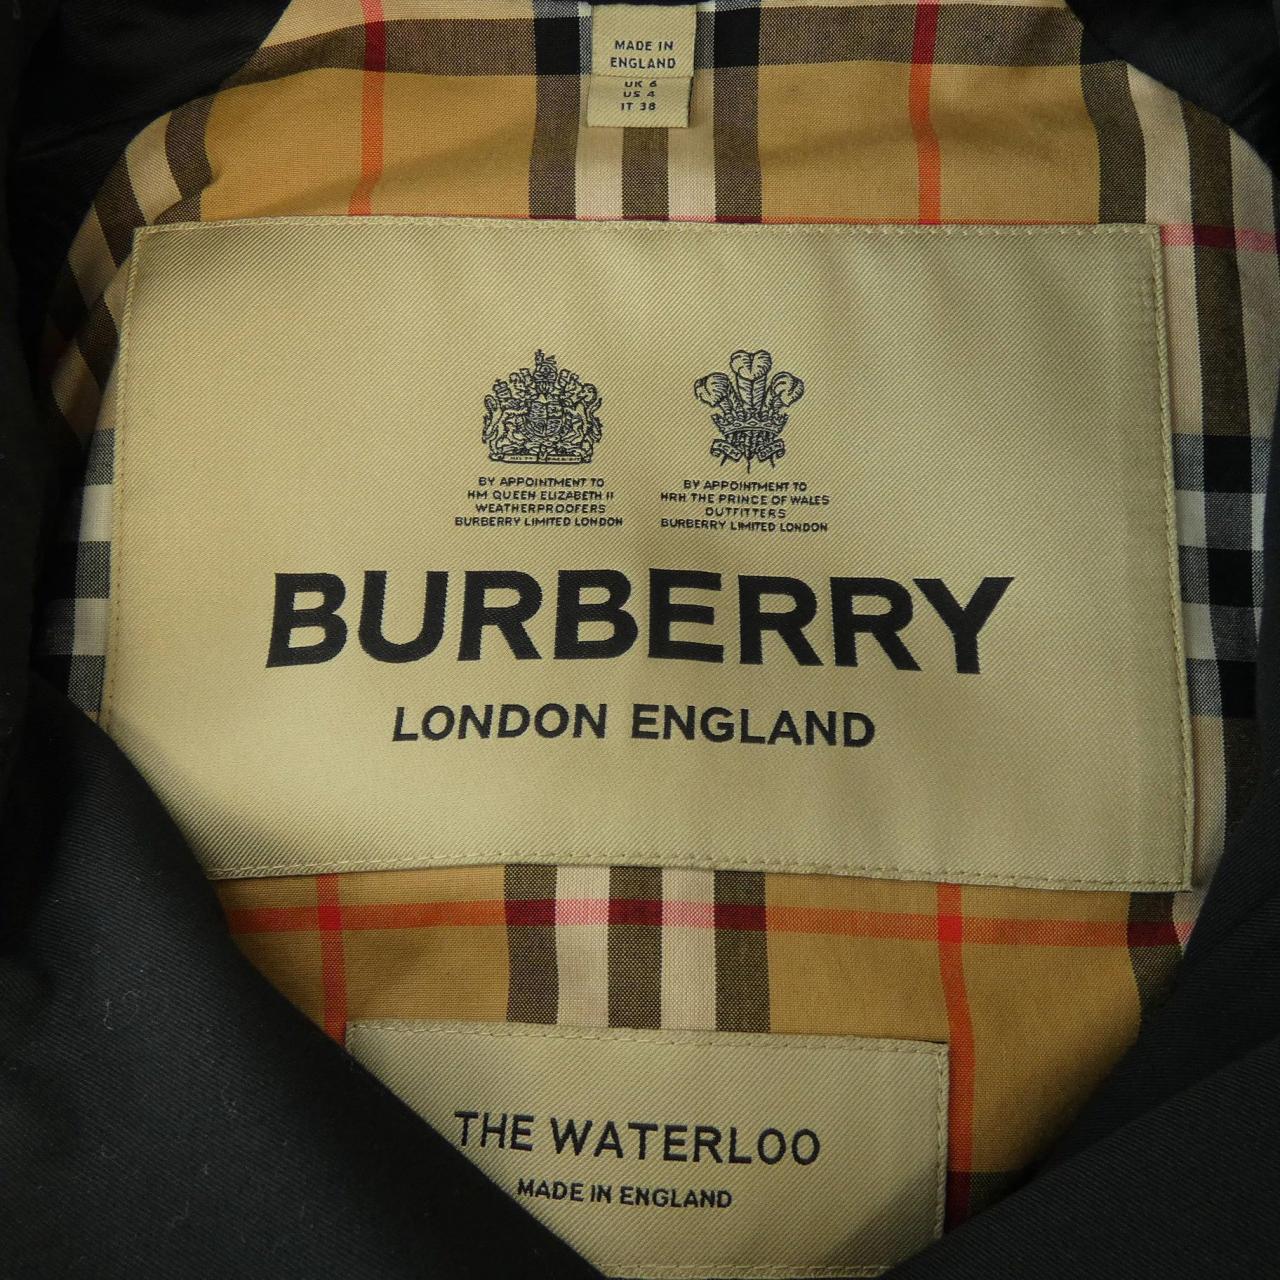 MADE IN
ENGLAND
UK 6
US 4
IT 38
BY APPOINTMENT TO
HM QUEEN ELIZABETH II
WEATHERPROOFERS
BURBERRY LIMITED LONDON
BY APPOINTMENT TO
HRH THE PRINCE OF WALES
OUTFITTERS
BURBERRY LIMITED LONDON
BURBERRY
LONDON ENGLAND
THE WATERLOO
MADE IN ENGLAND